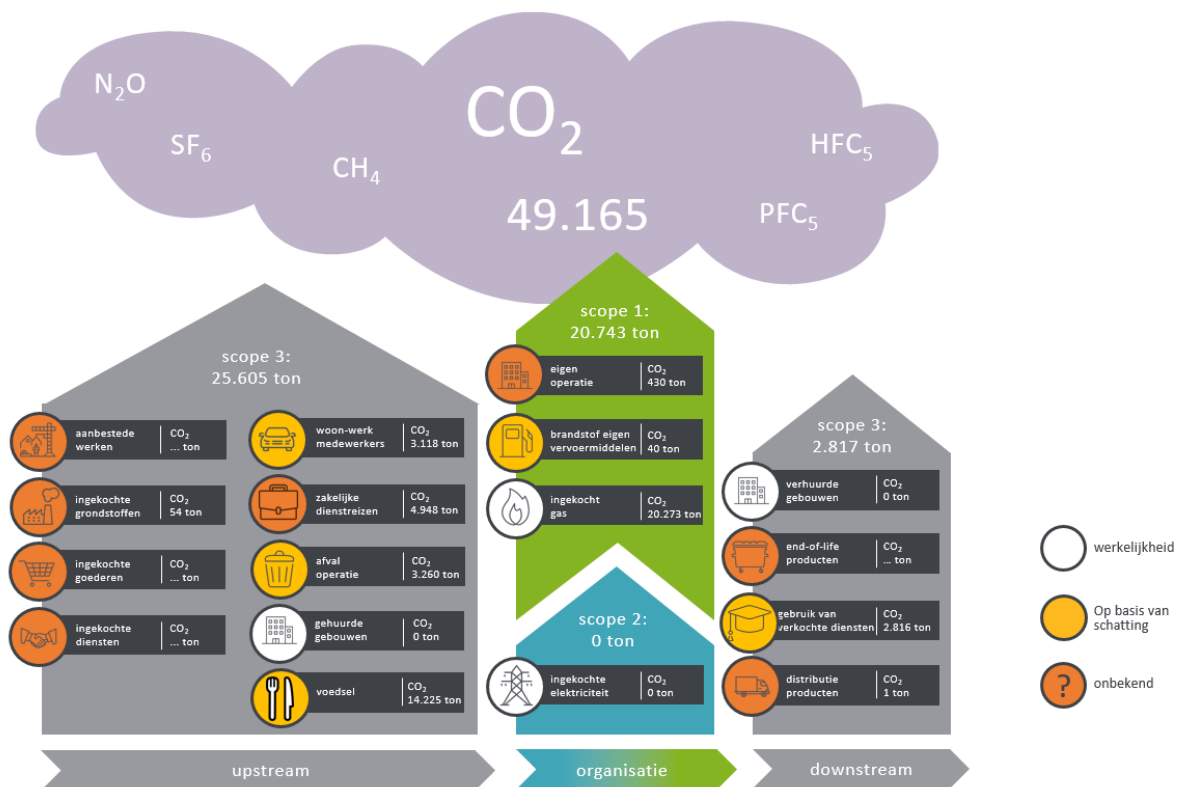 N₂O
SF₆
CH₄
CO₂
49.165
HFC₅
PFC₅
scope 3:
25.605 ton
aanbestede
werken
CO₂
... ton
ingekochte
grondstoffen
CO₂
54 ton
ingekochte
goederen
CO₂
... ton
ingekochte
diensten
CO₂
... ton
woon-werk
medewerkers
CO₂
3.118 ton
zakelijke
dienstreizen
CO₂
4.948 ton
afval
operatie
CO₂
3.260 ton
gehuurde
gebouwen
CO₂
0 ton
voedsel
CO₂
14.225 ton
upstream
scope 1:
20.743 ton
eigen
operatie
CO₂
430 ton
brandstof eigen
vervoermiddelen
CO₂
40 ton
ingekocht
gas
CO₂
20.273 ton
scope 2:
0 ton
ingekochte
elektriciteit
CO₂
0 ton
organisatie
scope 3:
2.817 ton
verhuurde
gebouwen
CO₂
0 ton
end-of-life
producten
CO₂
... ton
gebruik van
verkochte diensten
CO₂
2.816 ton
distributie
producten
CO₂
1 ton
downstream
werkelijkheid
Op basis van
schatting
?
onbekend